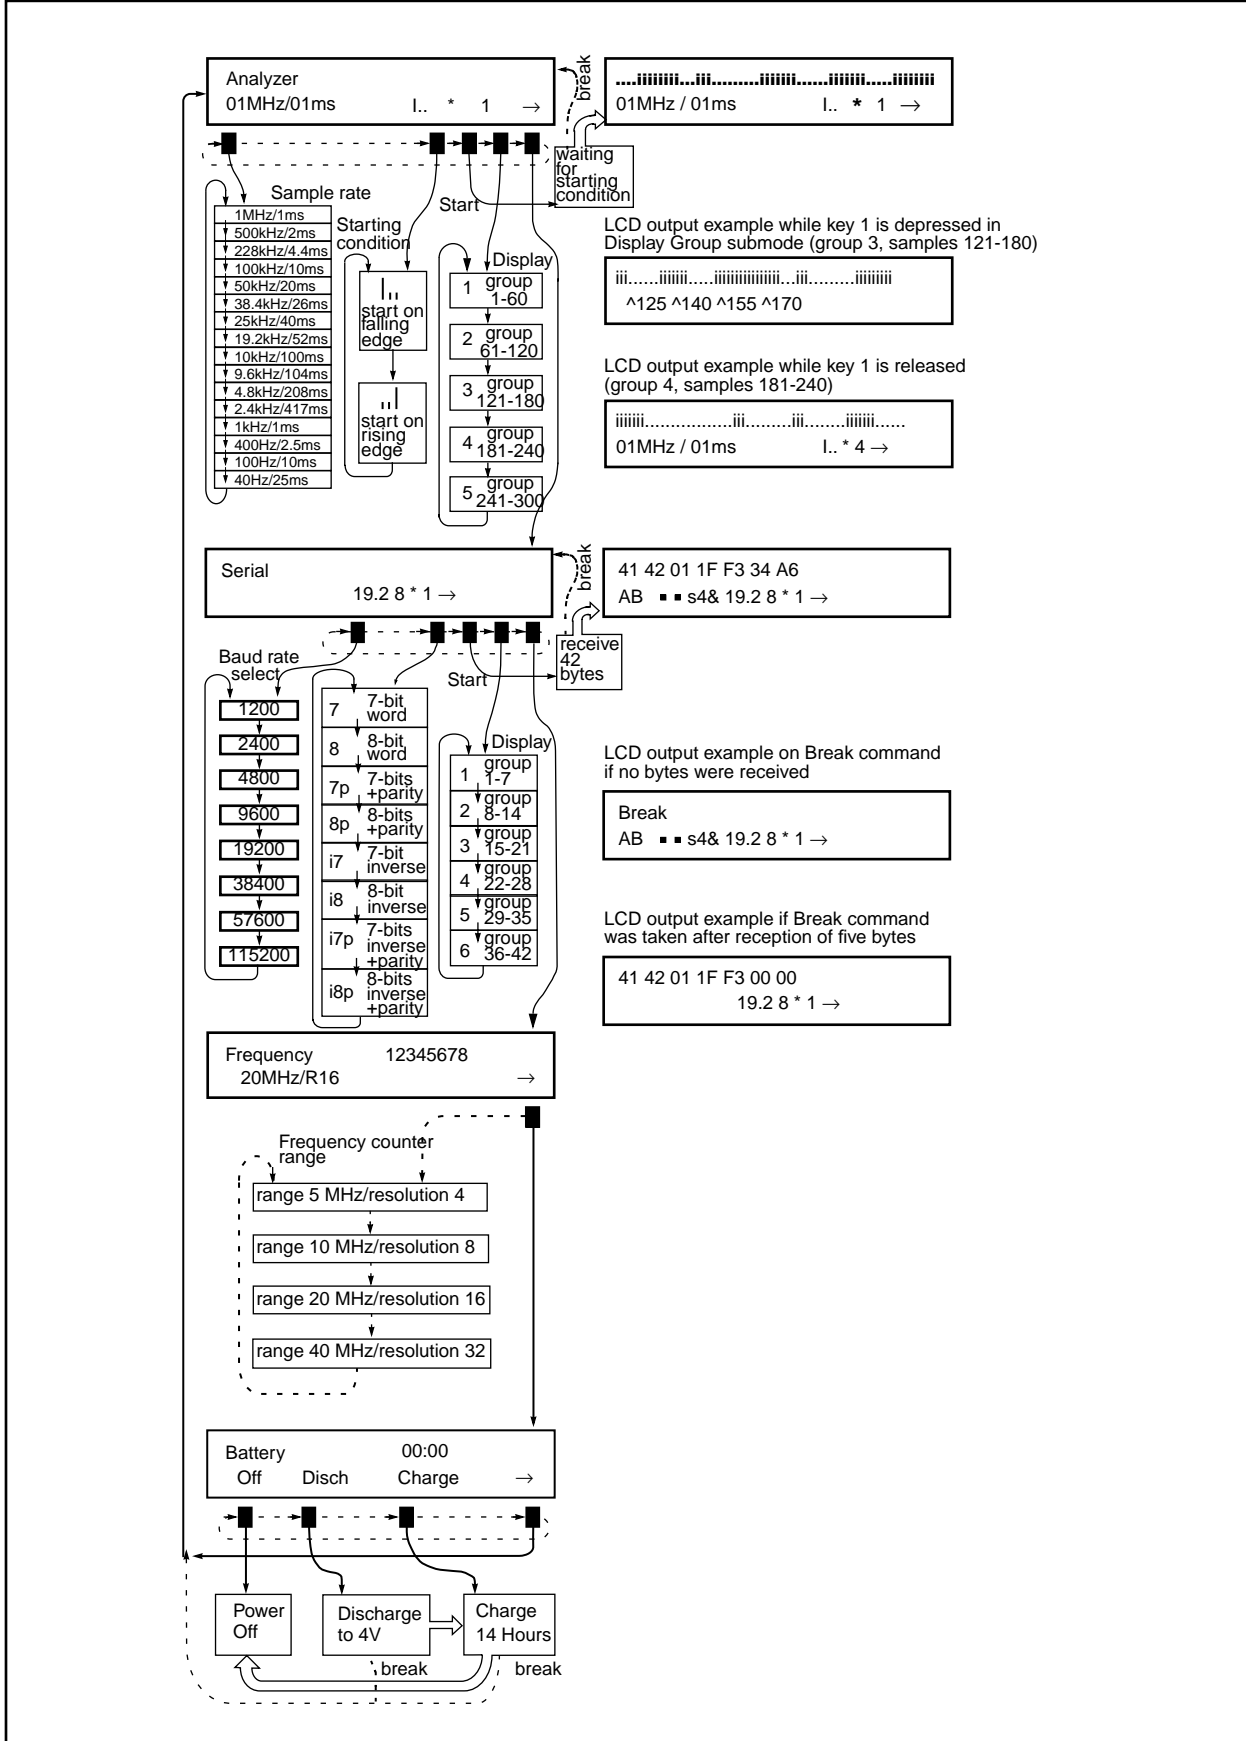 Analyzer
01MHz/01ms I.. * 1 →
break
....iiiiiiii...iii.........iiiiiii......iiiiiii.....iiiiiiii
01MHz / 01ms I.. * 1 →
waiting
for
starting
condition
Start
Sample rate
1MHz/1ms
500kHz/2ms
228kHz/4.4ms
100kHz/10ms
50kHz/20ms
38.4kHz/26ms
25kHz/40ms
19.2kHz/52ms
10kHz/100ms
9.6kHz/104ms
4.8kHz/208ms
2.4kHz/417ms
1kHz/1ms
400Hz/2.5ms
100Hz/10ms
40Hz/25ms
Starting
condition
start on
falling
edge
start on
rising
edge
Display
1 group
1-60
2 group
61-120
3 group
121-180
4 group
181-240
5 group
241-300
LCD output example while key 1 is depressed in
Display Group submode (group 3, samples 121-180)
iii......iiiiiii.....iiiiiiiiiiiiiiii...iii.........iiiiiiiii
^125 ^140 ^155 ^170
LCD output example while key 1 is released
(group 4, samples 181-240)
iiiiiii.................iii.........iii........iiiiiii......
01MHz / 01ms I.. * 4 →
Serial
19.2 8 * 1 →
break
41 42 01 1F F3 34 A6
AB ▪ ▪ s4& 19.2 8 * 1 →
receive
42
bytes
Start
Baud rate
select
1200
2400
4800
9600
19200
38400
57600
115200
7 7-bit
word
8 8-bit
word
7p 7-bits
+parity
8p 8-bits
+parity
i7 7-bit
inverse
i8 8-bit
inverse
i7p 7-bits
inverse
+parity
i8p 8-bits
inverse
+parity
Display
1 group
1-7
2 group
8-14
3 group
15-21
4 group
22-28
5 group
29-35
6 group
36-42
LCD output example on Break command
if no bytes were received
Break
AB ▪ ▪ s4& 19.2 8 * 1 →
LCD output example if Break command
was taken after reception of five bytes
41 42 01 1F F3 00 00
19.2 8 * 1 →
Frequency 12345678
20MHz/R16 →
Frequency counter
range
range 5 MHz/resolution 4
range 10 MHz/resolution 8
range 20 MHz/resolution 16
range 40 MHz/resolution 32
Battery 00:00
Off Disch Charge →
Power
Off
Discharge
to 4V
Charge
14 Hours
break break